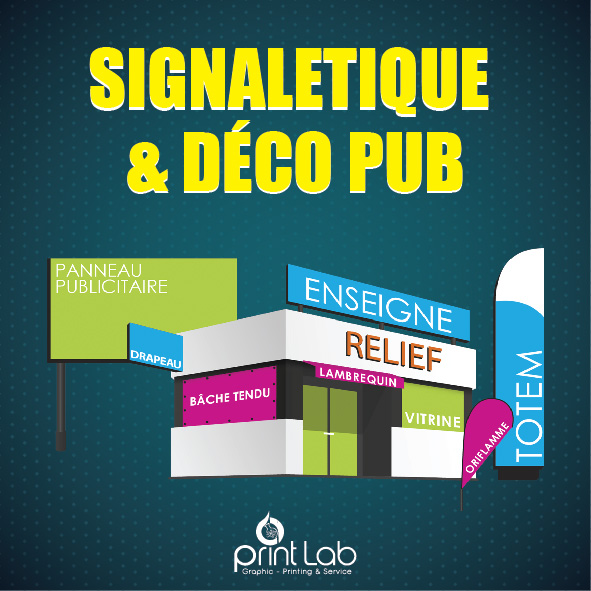 SIGNALETIQUE
& DÉCO PUB
PANNEAU
PUBLICITAIRE
DRAPEAU
BÂCHE TENDU
ENSEIGNE
RELIEF
LAMBREQUIN
VITRINE
ORIFLAMME
TOTEM
print Lab
Graphic - Printing & Service